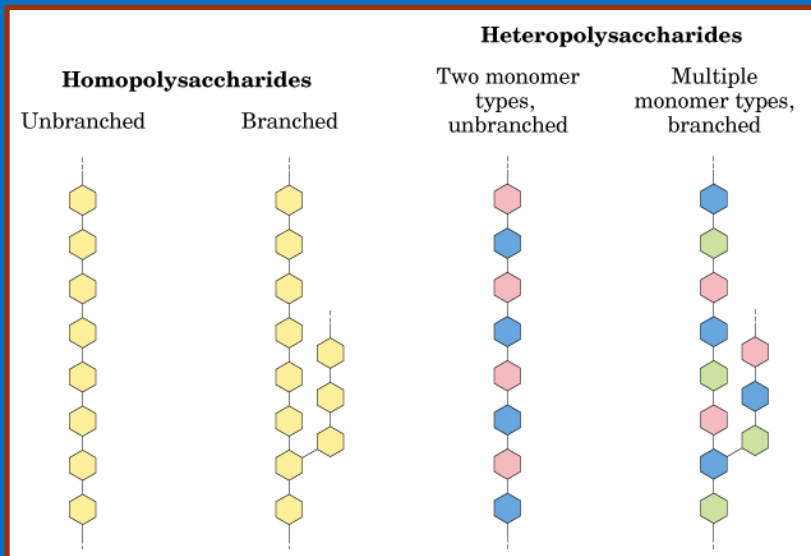 Homopolysaccharides
Unbranched
Branched
Heteropolysaccharides
Two monomer
types,
unbranched
Multiple
monomer types,
branched